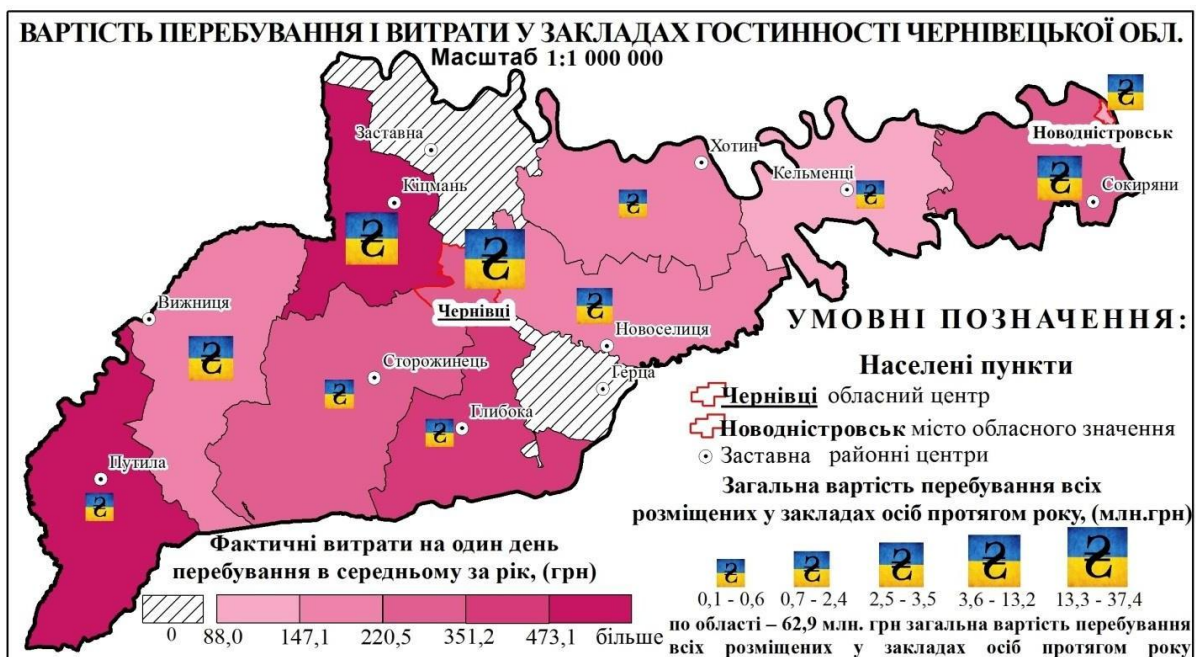 ВАРТІСТЬ ПЕРЕБУВАННЯ І ВИТРАТИ У ЗАКЛАДАХ ГОСТИННОСТІ ЧЕРНІВЕЦЬКОЇ ОБЛ.
Масштаб 1:1 000 000
Заставна
Кіцмань
Хотин
Кельменці
Новодністровськ
Сокиряни
Вижниця
Чернівці
Новоселиця
Сторожинець
Герца
Глибока
Путила
УМОВНІ ПОЗНАЧЕННЯ:
Населені пункти
Чернівці обласний центр
Новодністровськ місто обласного значення
Заставна районні центри
Загальна вартість перебування всіх
розміщених у закладах осіб протягом року, (млн.грн)
₴ ₴ ₴ ₴ ₴
0,1 - 0,6 0,7 - 2,4 2,5 - 3,5 3,6 - 13,2 13,3 - 37,4
по області – 62,9 млн. грн загальна вартість перебування
всіх розміщених у закладах осіб протягом року
Фактичні витрати на один день
перебування в середньому за рік, (грн)
0 88,0 147,1 220,5 351,2 473,1 більше